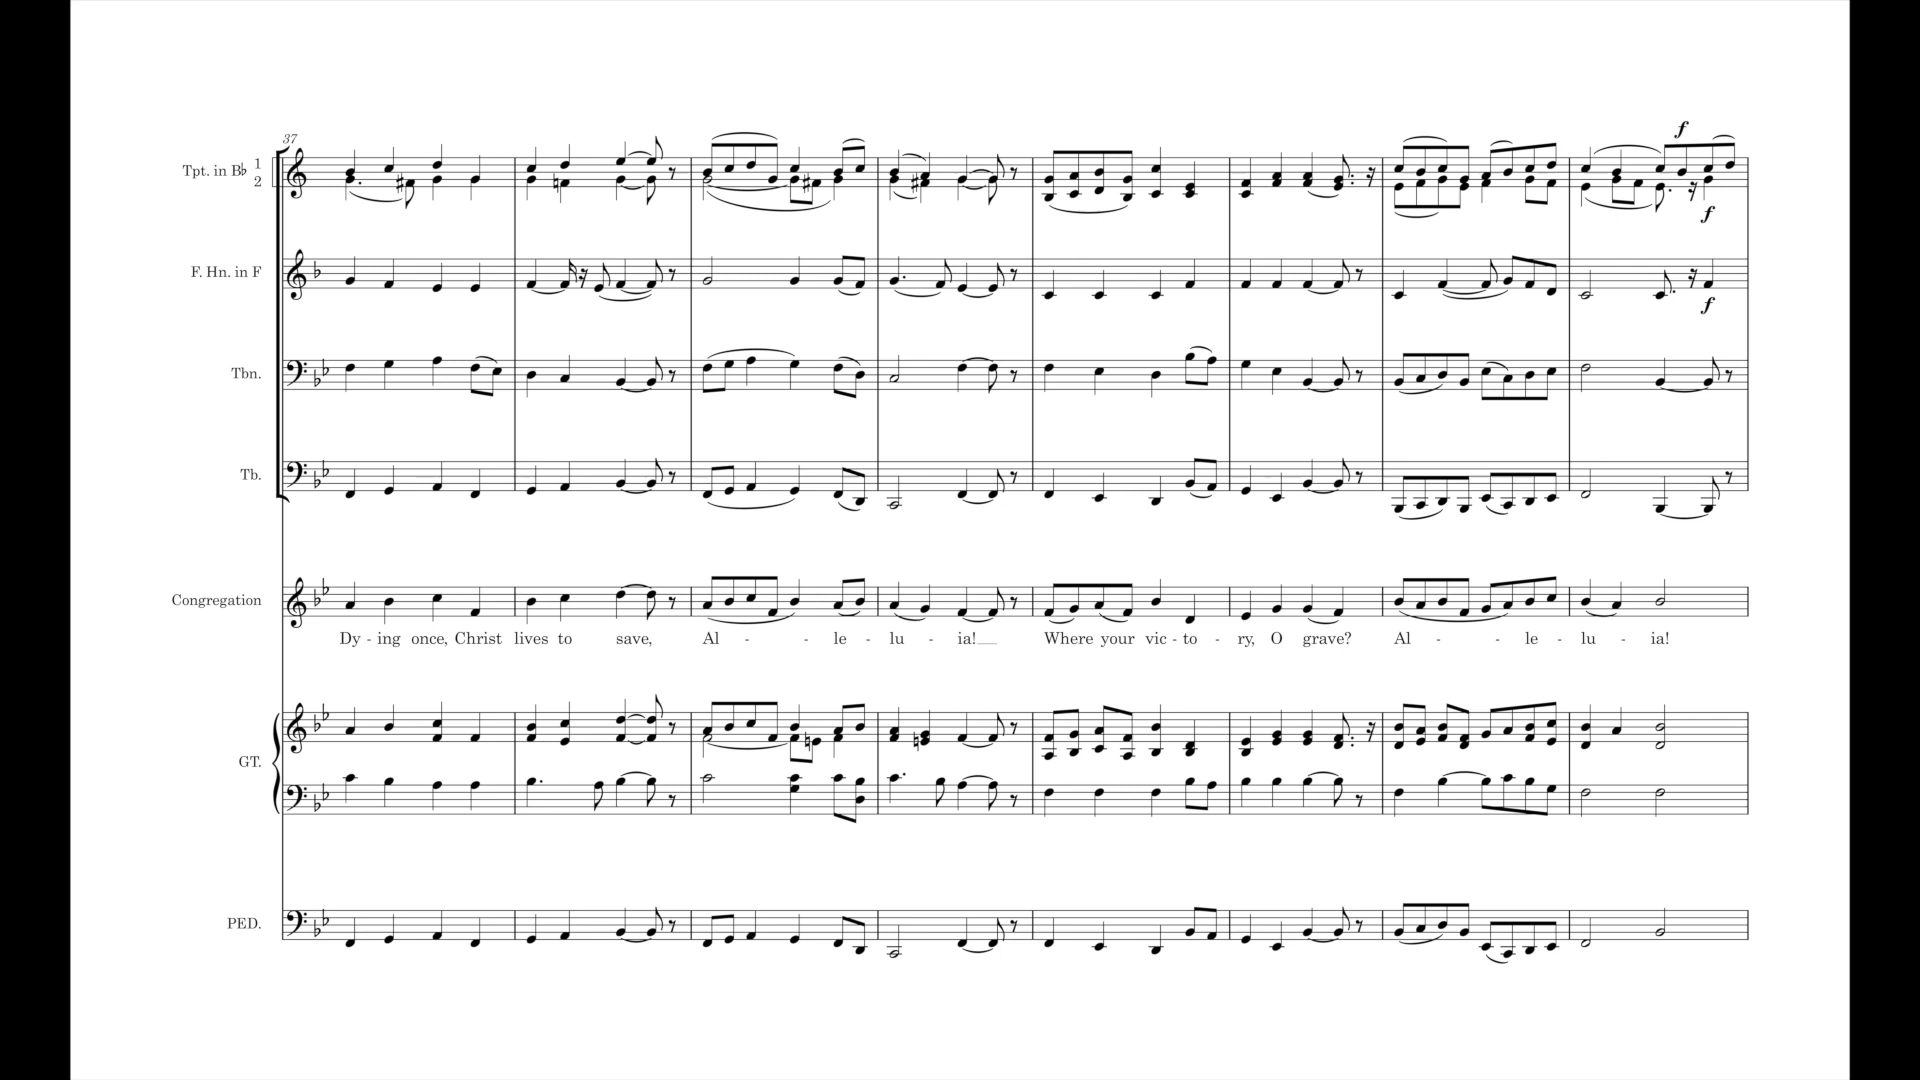 37
Tpt. in B♭ 1
2
f
f
F. Hn. in F
f
Tbn.
Tb.
Congregation
Dy - ing once, Christ lives to save, Al - - le - lu - ia! Where your vic - to - ry, O grave? Al - - le - lu - ia!
GT.
PED.